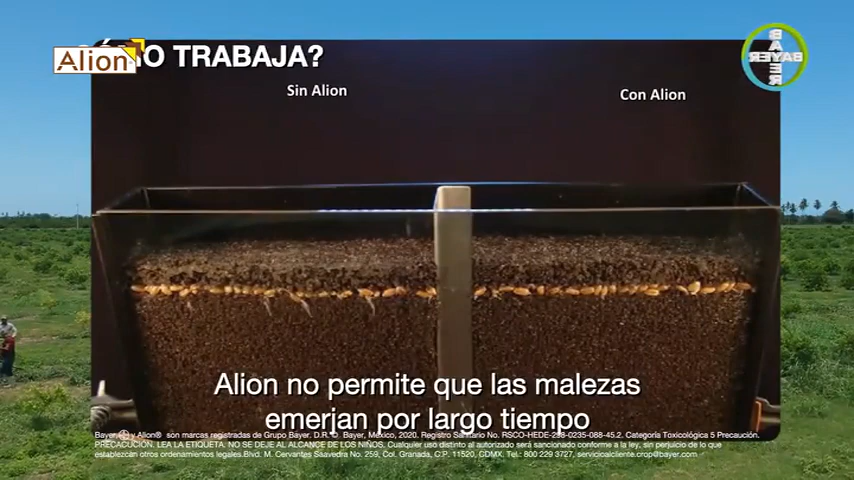 Alion
O TRABAJA?
BAYER
BAYER
Sin Alion
Con Alion
Alion no permite que las malezas
emerjan por largo tiempo
Bayer y Alion® son marcas registradas de Grupo Bayer. D.R. © Bayer, México, 2020. Registro Sanitario No. RSCO-HEDE-298-0235-088-45.2. Categoría Toxicológica 5 Precaución.
PRECAUCIÓN. LEA LA ETIQUETA. NO SE DEJE AL ALCANCE DE LOS NIÑOS. Cualquier uso distinto al autorizado será sancionado conforme a la ley, sin perjuicio de lo que
establezcan otros ordenamientos legales.Blvd. M. Cervantes Saavedra No. 259, Col. Granada, C.P. 11520, CDMX. Tel.: 800 229 3727, servicioalcliente.crop@bayer.com